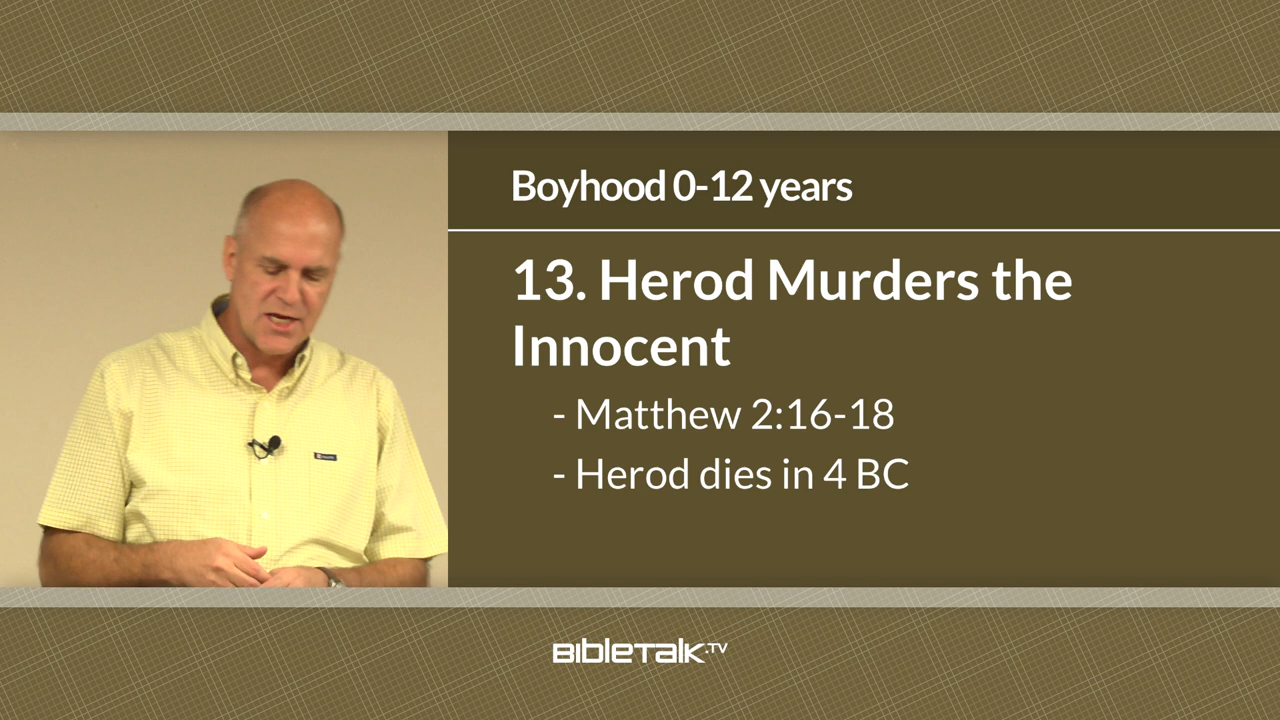 Boyhood 0-12 years
13. Herod Murders the
Innocent
- Matthew 2:16-18
- Herod dies in 4 BC
BibleTalk.TV